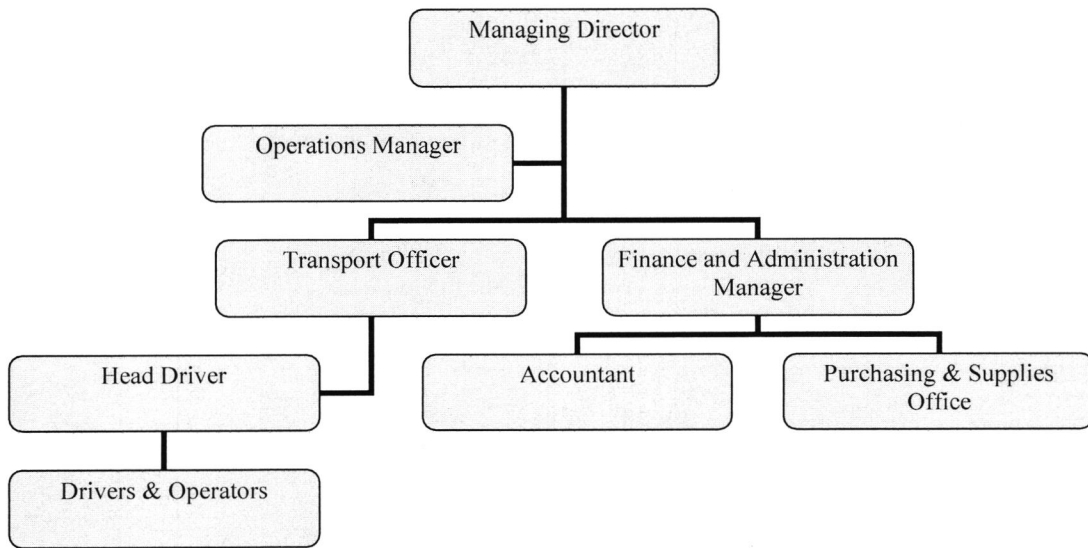 Managing Director
Operations Manager
Transport Officer
Finance and Administration
Manager
Head Driver
Accountant
Purchasing & Supplies
Office
Drivers & Operators